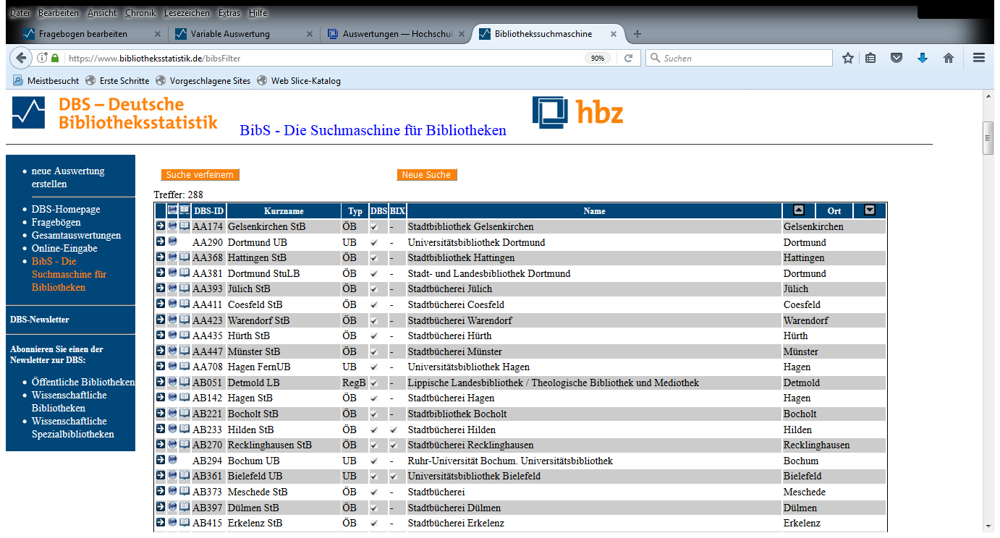 Datei Bearbeiten Ansicht Chronik Lesezeichen Extras Hilfe
Fragebogen bearbeiten × Variable Auswertung × Auswertungen — Hochschul × Bibliothekssuchmaschine × +
https://www.bibliotheksstatistik.de/bibsFilter 90% Suchen
Meistbesucht Erste Schritte Vorgeschlagene Sites Web Slice-Katalog
DBS – Deutsche
Bibliotheksstatistik
BibS - Die Suchmaschine für Bibliotheken
hbz
• neue Auswertung
erstellen
• DBS-Homepage
• Fragebögen
• Gesamtauswertungen
• Online-Eingabe
• BibS - Die
Suchmaschine für
Bibliotheken
DBS-Newsletter
Abonnieren Sie einen der
Newsletter zur DBS:
• Öffentliche Bibliotheken
• Wissenschaftliche
Bibliotheken
• Wissenschaftliche
Spezialbibliotheken
Suche verfeinern Neue Suche
Treffer: 288
DBS-ID Kurzname Typ DBS BIX Name Ort
AA174 Gelsenkirchen StB ÖB ✓ - Stadtbibliothek Gelsenkirchen Gelsenkirchen
AA290 Dortmund UB UB ✓ - Universitätsbibliothek Dortmund Dortmund
AA368 Hattingen StB ÖB ✓ - Stadtbibliothek Hattingen Hattingen
AA381 Dortmund StuLB ÖB ✓ - Stadt- und Landesbibliothek Dortmund Dortmund
AA393 Jülich StB ÖB ✓ - Stadtbücherei Jülich Jülich
AA411 Coesfeld StB ÖB ✓ - Stadtbücherei Coesfeld Coesfeld
AA423 Warendorf StB ÖB ✓ - Stadtbücherei Warendorf Warendorf
AA435 Hürth StB ÖB ✓ - Stadtbücherei Hürth Hürth
AA447 Münster StB ÖB ✓ - Stadtbücherei Münster Münster
AA708 Hagen FernUB UB ✓ - Universitätsbibliothek Hagen Hagen
AB051 Detmold LB RegB ✓ - Lippische Landesbibliothek / Theologische Bibliothek und Mediothek Detmold
AB142 Hagen StB ÖB ✓ - Stadtbücherei Hagen Hagen
AB221 Bocholt StB ÖB ✓ - Stadtbibliothek Bocholt Bocholt
AB233 Hilden StB ÖB ✓ ✓ Stadtbücherei Hilden Hilden
AB270 Recklinghausen StB ÖB ✓ ✓ Stadtbücherei Recklinghausen Recklinghausen
AB294 Bochum UB UB ✓ - Ruhr-Universität Bochum. Universitätsbibliothek Bochum
AB361 Bielefeld UB UB ✓ ✓ Universitätsbibliothek Bielefeld Bielefeld
AB373 Meschede StB ÖB ✓ - Stadtbücherei Meschede
AB397 Dülmen StB ÖB ✓ - Stadtbücherei Dülmen Dülmen
AB415 Erkelenz StB ÖB ✓ - Stadtbücherei Erkelenz Erkelenz